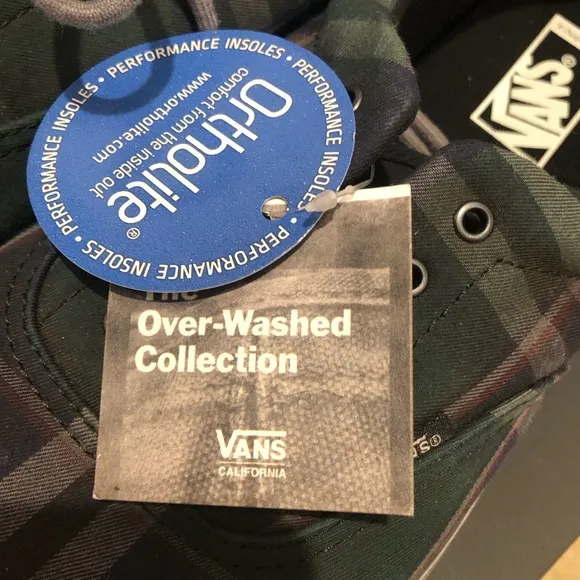 • PERFORMANCE INSOLES • PERFORMANCE INSOLES • PERFORMANCE INSOLES • PERFORMANCE INSOLES
Ortholite®
comfort from the inside out
www.ortholite.com
The
Over-Washed
Collection
VANS
CALIFORNIA
VANS